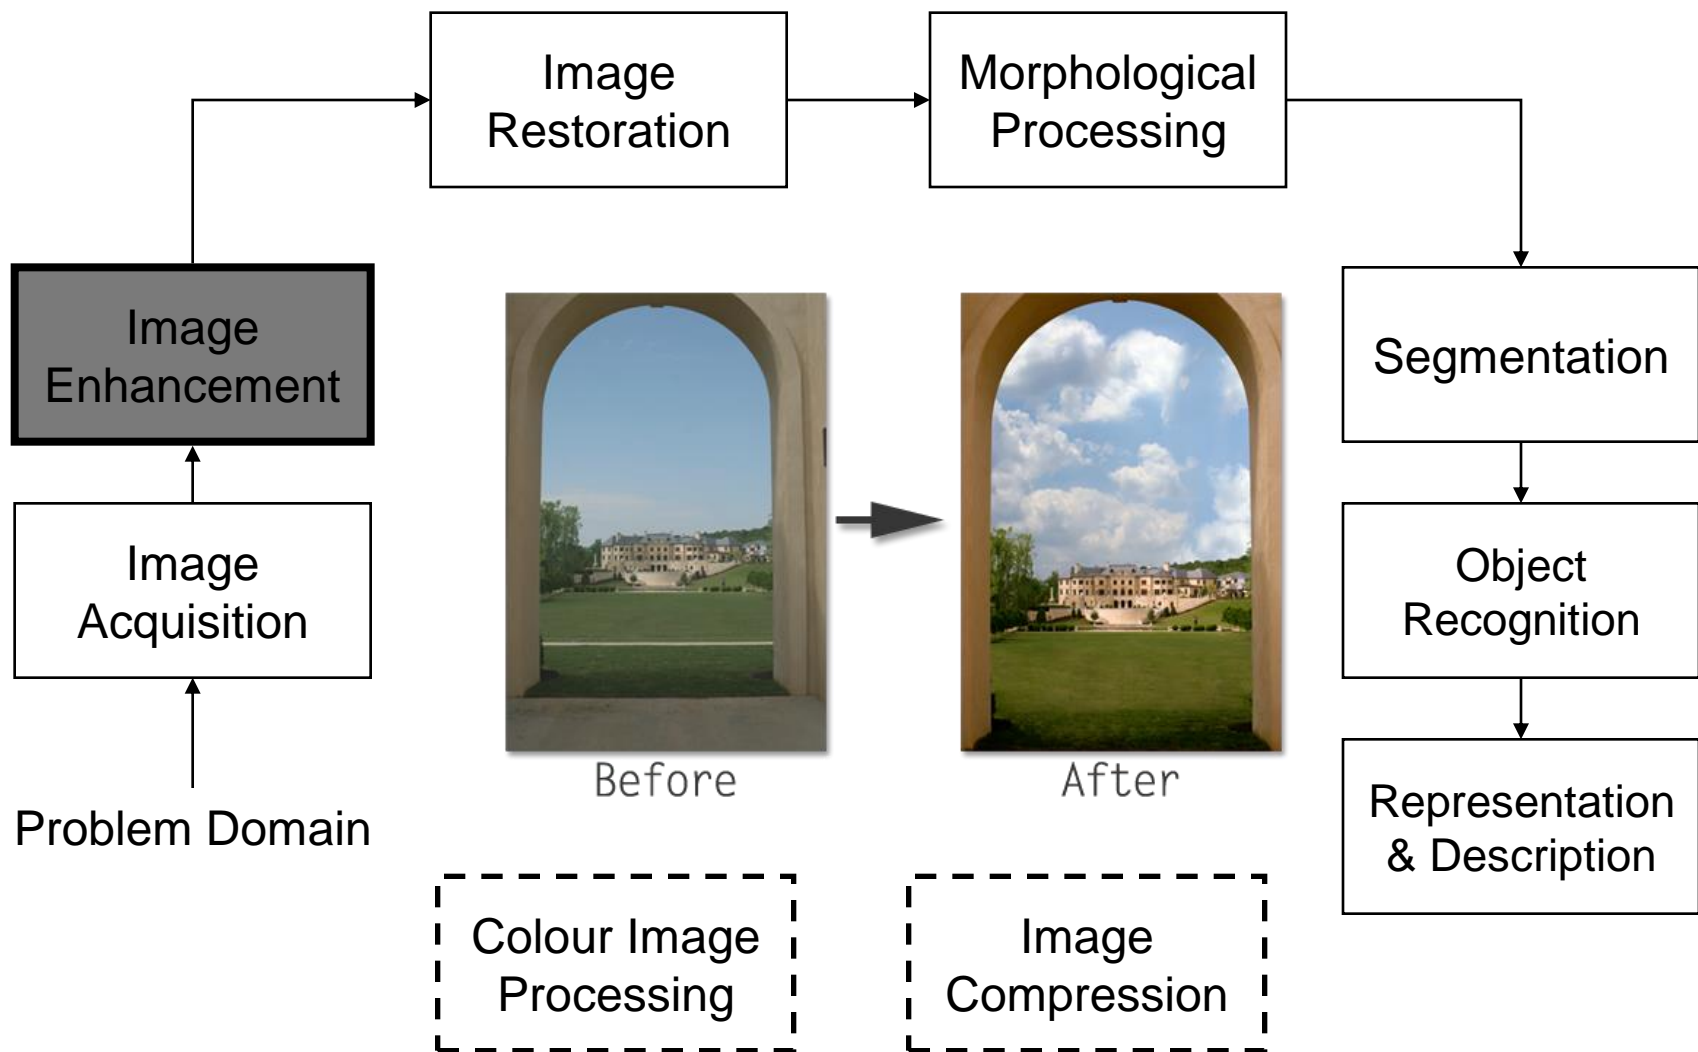 Image
Restoration
Morphological
Processing
Image
Enhancement
Segmentation
Image
Acquisition
Object
Recognition
Before
After
Problem Domain
Representation
& Description
Colour Image
Processing
Image
Compression